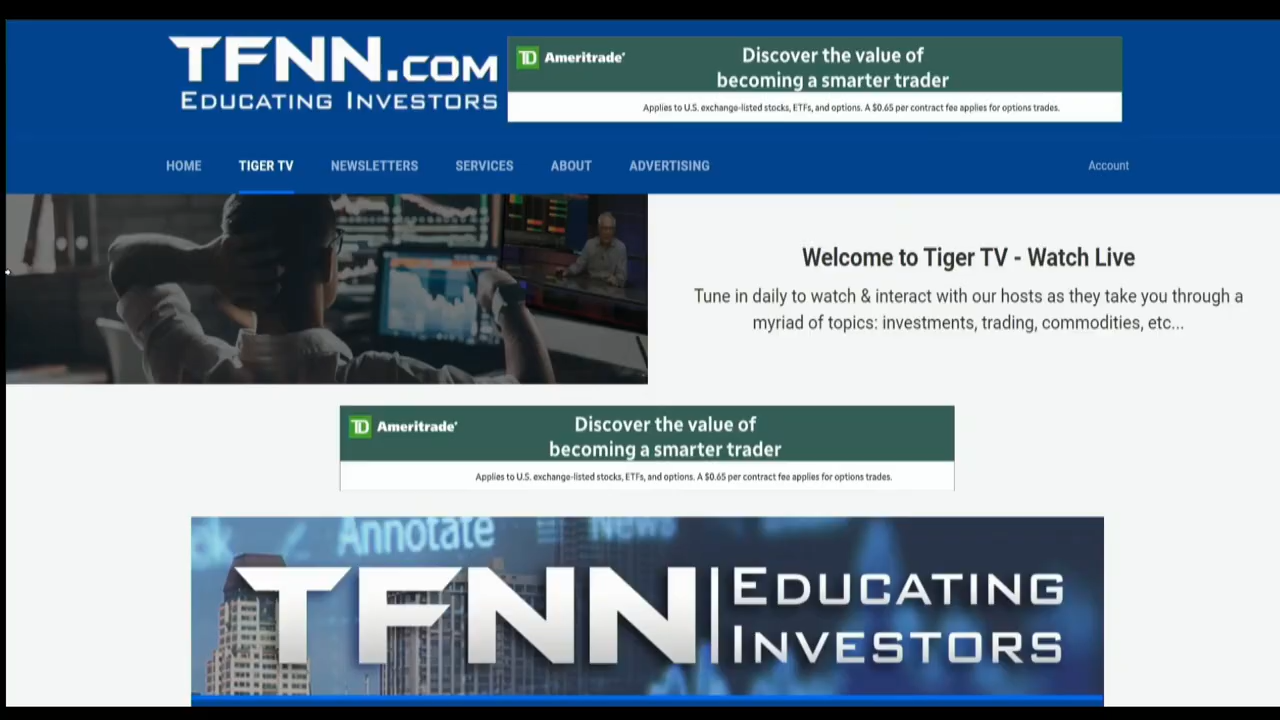 TFNN.COM
EDUCATING INVESTORS
TD Ameritrade®
Discover the value of
becoming a smarter trader
Applies to U.S. exchange-listed stocks, ETFs, and options. A $0.65 per contract fee applies for options trades.
HOME TIGER TV NEWSLETTERS SERVICES ABOUT ADVERTISING Account
Welcome to Tiger TV - Watch Live
Tune in daily to watch & interact with our hosts as they take you through a
myriad of topics: investments, trading, commodities, etc...
TD Ameritrade®
Discover the value of
becoming a smarter trader
Applies to U.S. exchange-listed stocks, ETFs, and options. A $0.65 per contract fee applies for options trades.
ok Annotate News
TFNN EDUCATING
INVESTORS